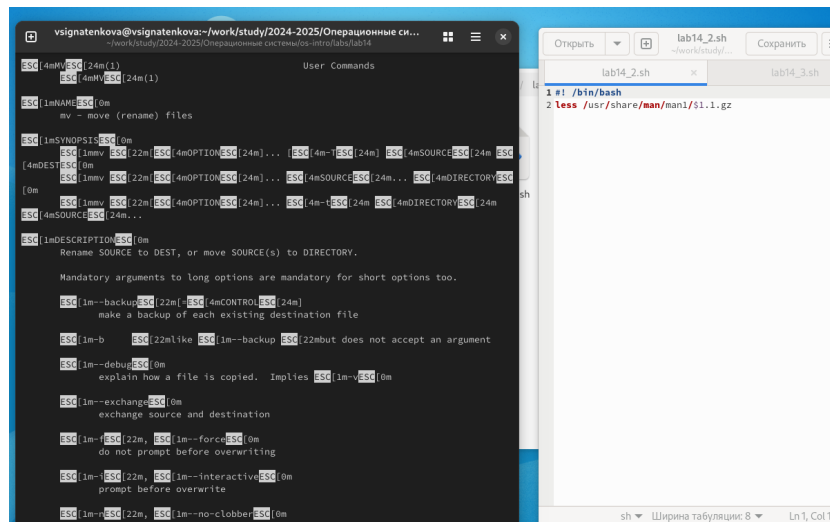 vsignatenkova@vsignatenkova:~/work/study/2024-2025/Операционные си...
~/work/study/2024-2025/Операционные системы/os-intro/labs/lab14
ESC[4mMVESC[24m(1) User Commands
ESC[4mMVESC[24m(1)
ESC[1mNAMEESC[0m
mv - move (rename) files
ESC[1mSYNOPSISESC[0m
ESC[1mmv ESC[22m[ESC[4mOPTIONESC[24m]... [ESC[4m-TESC[24m] ESC[4mSOURCEESC[24m ESC
[4mDESTESC[0m
ESC[1mmv ESC[22m[ESC[4mOPTIONESC[24m]... ESC[4mSOURCEESC[24m... ESC[4mDIRECTORYESC
[0m
ESC[1mmv ESC[22m[ESC[4mOPTIONESC[24m]... ESC[4m-tESC[24m ESC[4mDIRECTORYESC[24m
ESC[4mSOURCEESC[24m...
ESC[1mDESCRIPTIONESC[0m
Rename SOURCE to DEST, or move SOURCE(s) to DIRECTORY.
Mandatory arguments to long options are mandatory for short options too.
ESC[1m--backupESC[22m[=ESC[4mCONTROLESC[24m]
make a backup of each existing destination file
ESC[1m-b ESC[22mlike ESC[1m--backup ESC[22mbut does not accept an argument
ESC[1m--debugESC[0m
explain how a file is copied. Implies ESC[1m-vESC[0m
ESC[1m--exchangeESC[0m
exchange source and destination
ESC[1m-fESC[22m, ESC[1m--forceESC[0m
do not prompt before overwriting
ESC[1m-iESC[22m, ESC[1m--interactiveESC[0m
prompt before overwrite
ESC[1m-nESC[22m, ESC[1m--no-clobberESC[0m
/ la
sh
Открыть lab14_2.sh Сохранить
~/work/study/...
lab14_2.sh × lab14_3.sh
1 #! /bin/bash
2 less /usr/share/man/man1/$1.1.gz
sh Ширина табуляции: 8 Ln 1, Col 1